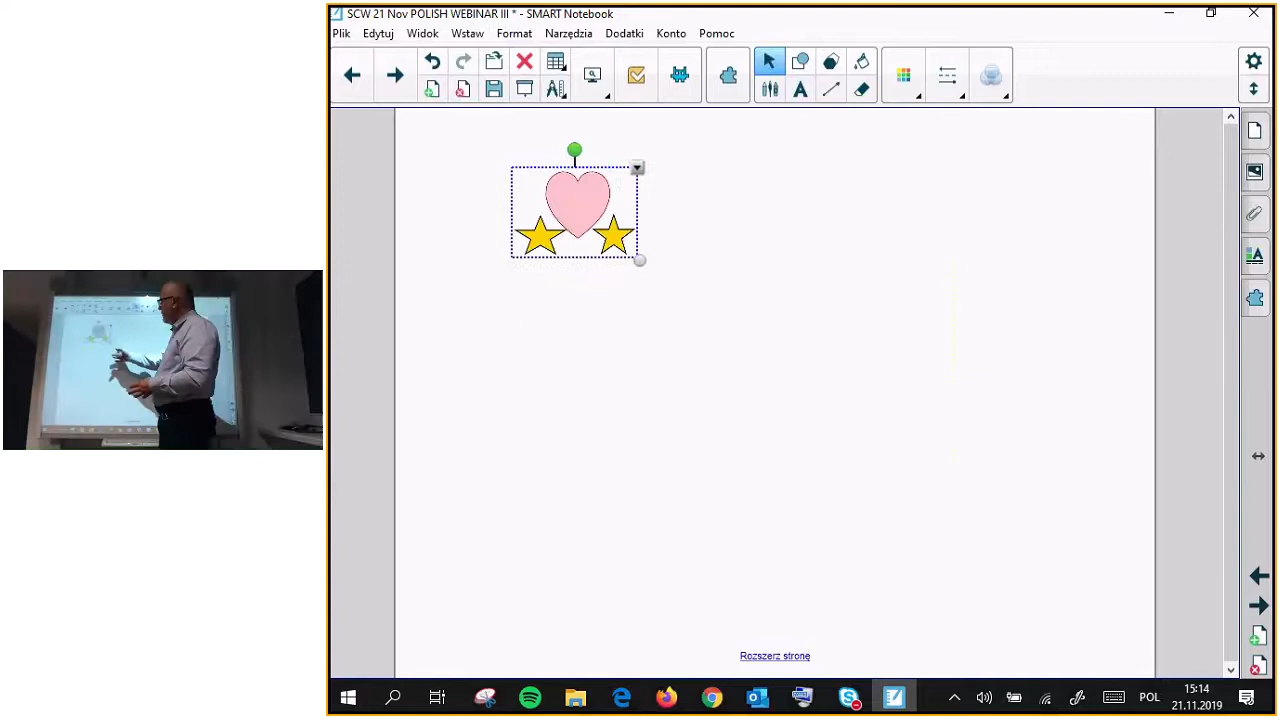 SCW 21 Nov POLISH WEBINAR III * - SMART Notebook
Plik Edytuj Widok Wstaw Format Narzędzia Dodatki Konto Pomoc
Rozszerz stronę
POL
15:14
21.11.2019